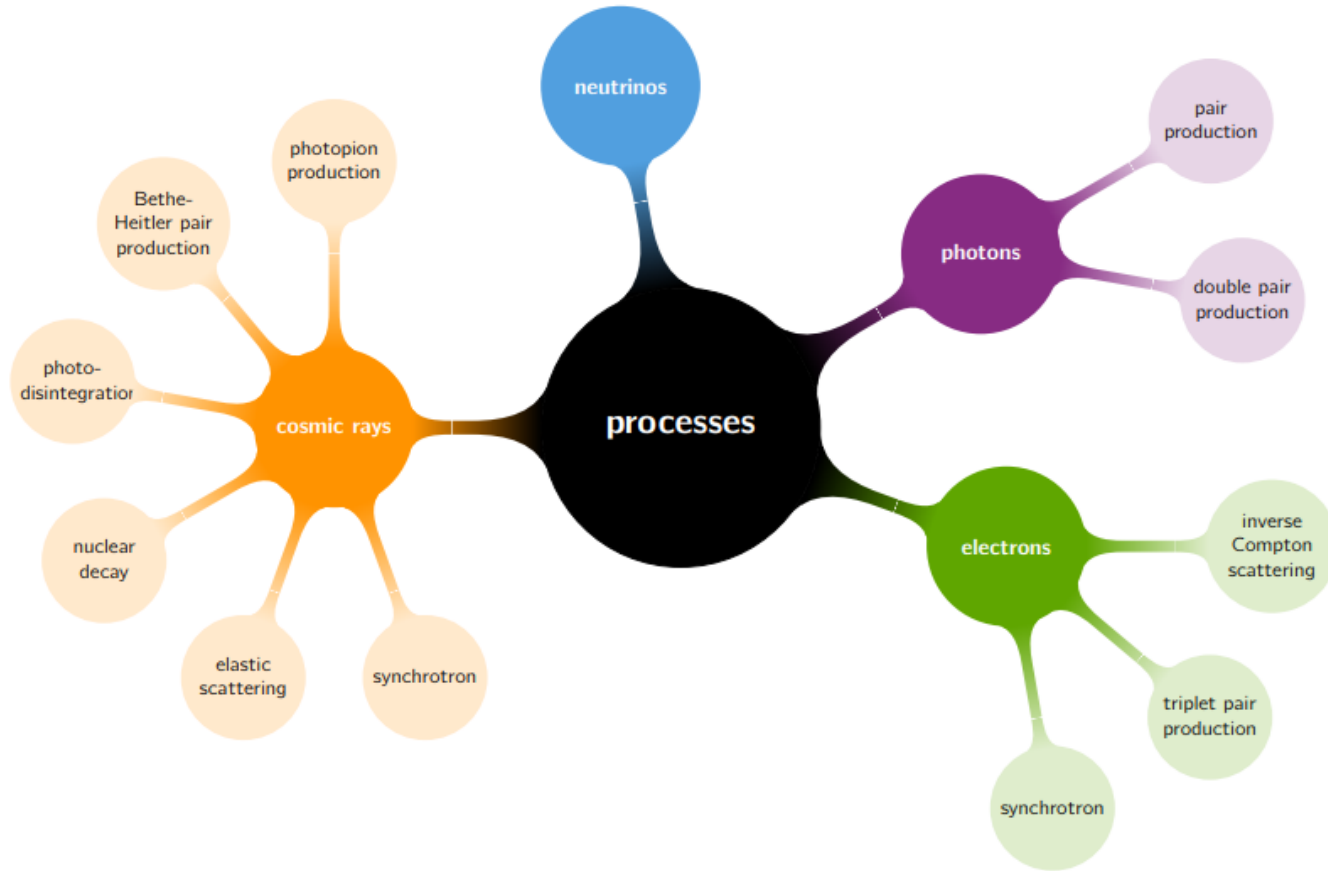 neutrinos
photopion
production
Bethe-
Heitler pair
production
photo-
disintegration
cosmic rays
nuclear
decay
elastic
scattering
synchrotron
processes
photons
pair
production
double pair
production
electrons
inverse
Compton
scattering
triplet pair
production
synchrotron